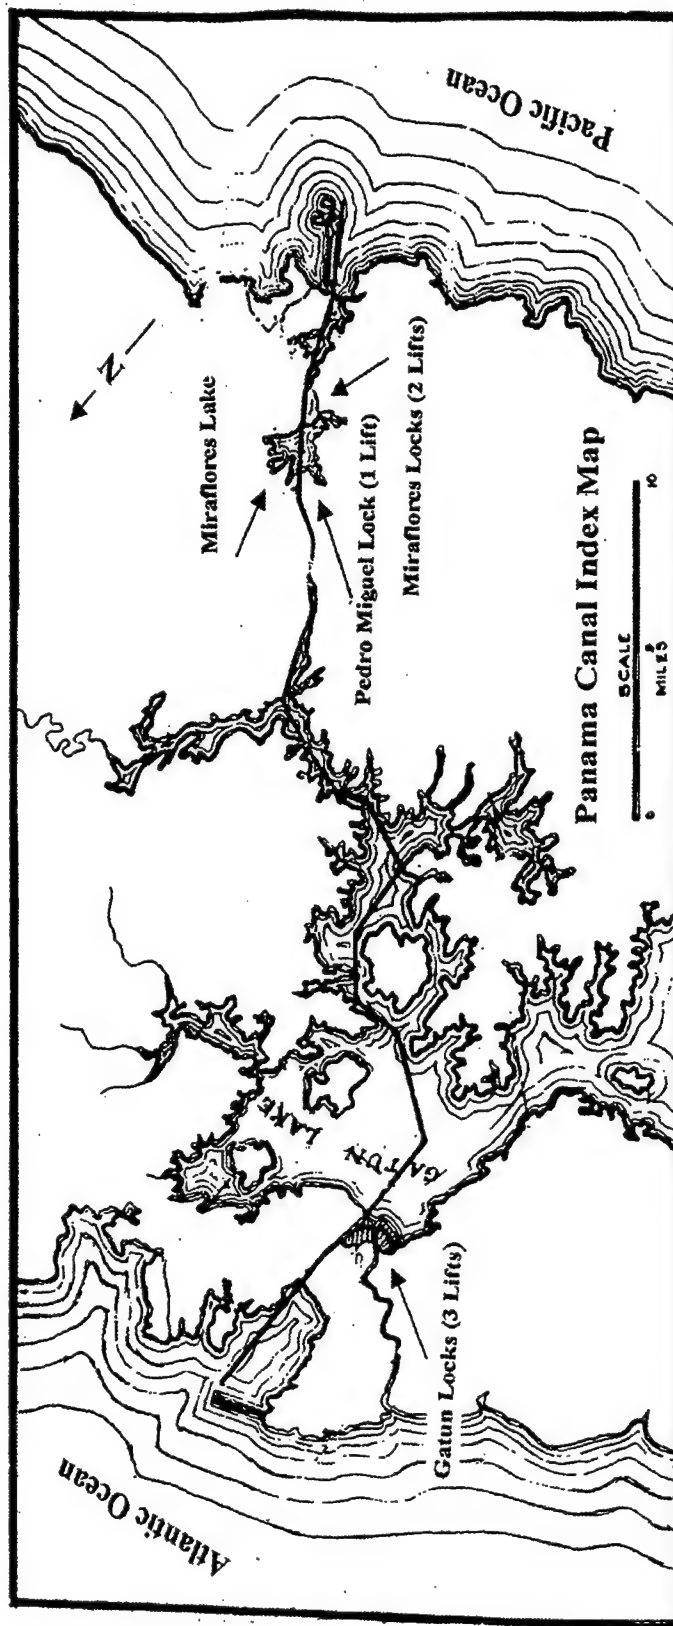 Pacific Ocean
N
Miraflores Lake
Pedro Miguel Lock (1 Lift)
Miraflores Locks (2 Lifts)
GATUN LAKE
Gatun Locks (3 Lifts)
Atlantic Ocean
Panama Canal Index Map
SCALE
0 5 10
MILES